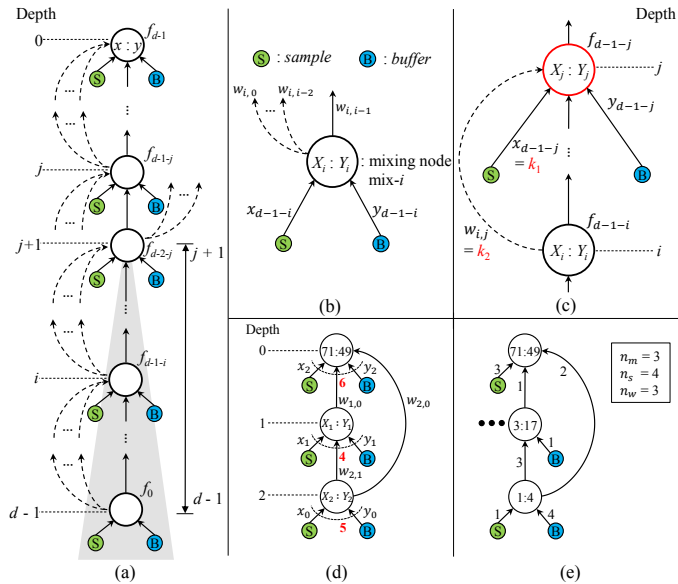 Depth
0
f_{d-1}
x : y
S
B
...
...
...
...
j
f_{d-1-j}
S
B
...
j+1
f_{d-2-j}
j + 1
S
B
...
...
i
f_{d-1-i}
S
B
...
...
d - 1
f_0
d - 1
S
B
(a)
S : sample
B : buffer
w_{i,0}
w_{i,i-2}
w_{i,i-1}
...
X_i : Y_i
: mixing node
mix-i
x_{d-1-i}
y_{d-1-i}
S
B
(b)
Depth
f_{d-1-j}
X_j : Y_j
j
x_{d-1-j}
= k_1
y_{d-1-j}
...
S
B
w_{i,j}
= k_2
f_{d-1-i}
X_i : Y_i
i
(c)
Depth
0
71:49
x_2
y_2
S
6
B
w_{1,0}
w_{2,0}
1
X_1 : Y_1
x_1
y_1
S
4
B
w_{2,1}
2
X_2 : Y_2
x_0
y_0
S
5
B
(d)
71:49
3
S
1
2
n_m = 3
n_s = 4
n_w = 3
•••
3:17
1
B
3
1:4
1
4
S
B
(e)